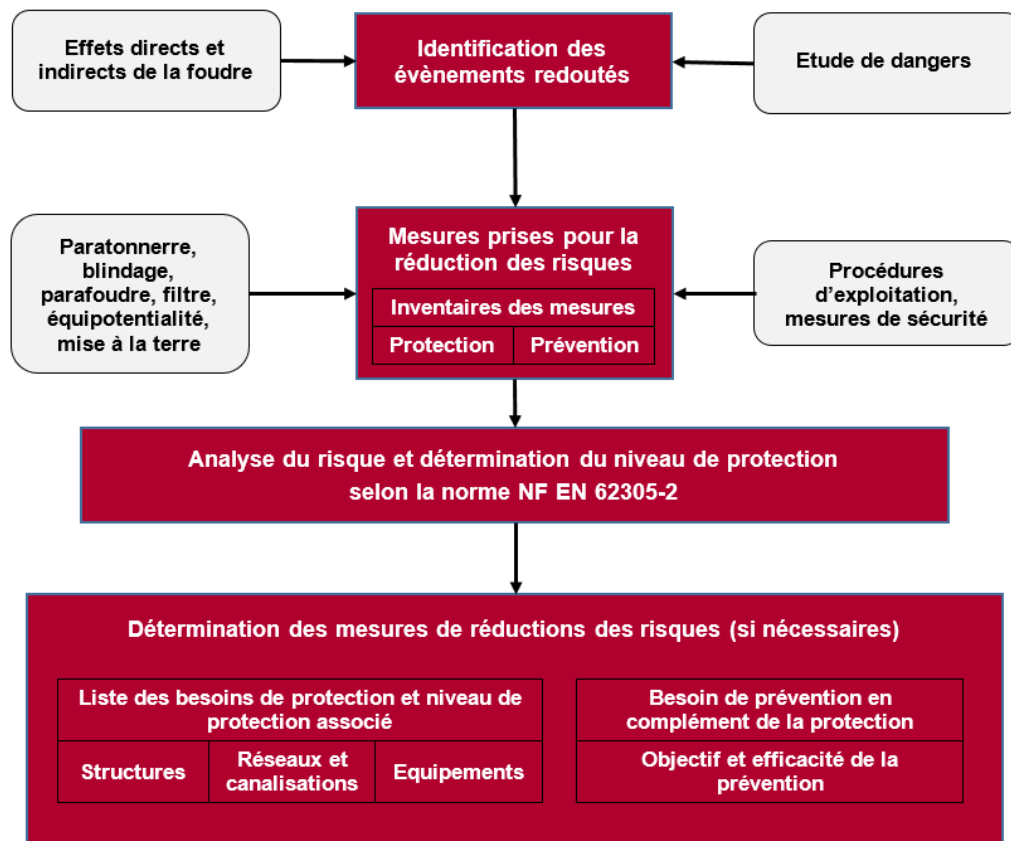 Effets directs et
indirects de la foudre
Identification des
évènements redoutés
Etude de dangers
Paratonnerre,
blindage,
parafoudre, filtre,
équipotentialité,
mise à la terre
Mesures prises pour la
réduction des risques
Inventaires des mesures
Protection
Prévention
Procédures
d’exploitation,
mesures de sécurité
Analyse du risque et détermination du niveau de protection
selon la norme NF EN 62305-2
Détermination des mesures de réductions des risques (si nécessaires)
Liste des besoins de protection et niveau de
protection associé
Structures
Réseaux et
canalisations
Equipements
Besoin de prévention en
complément de la protection
Objectif et efficacité de la
prévention